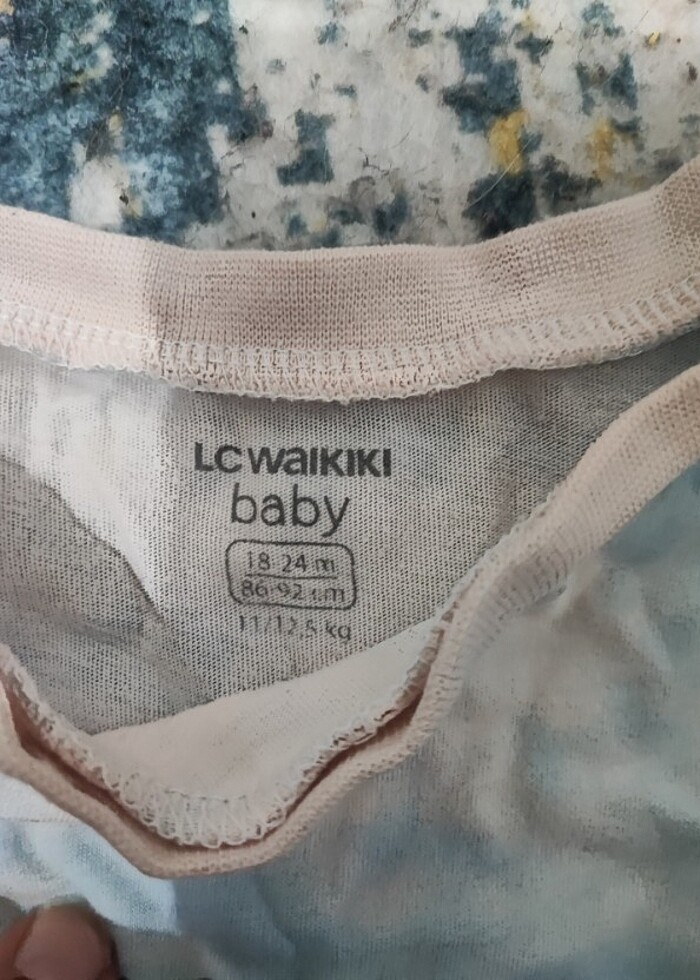 LC WAIKIKI
baby
18-24 m
86-92 cm
11/12,5 kg